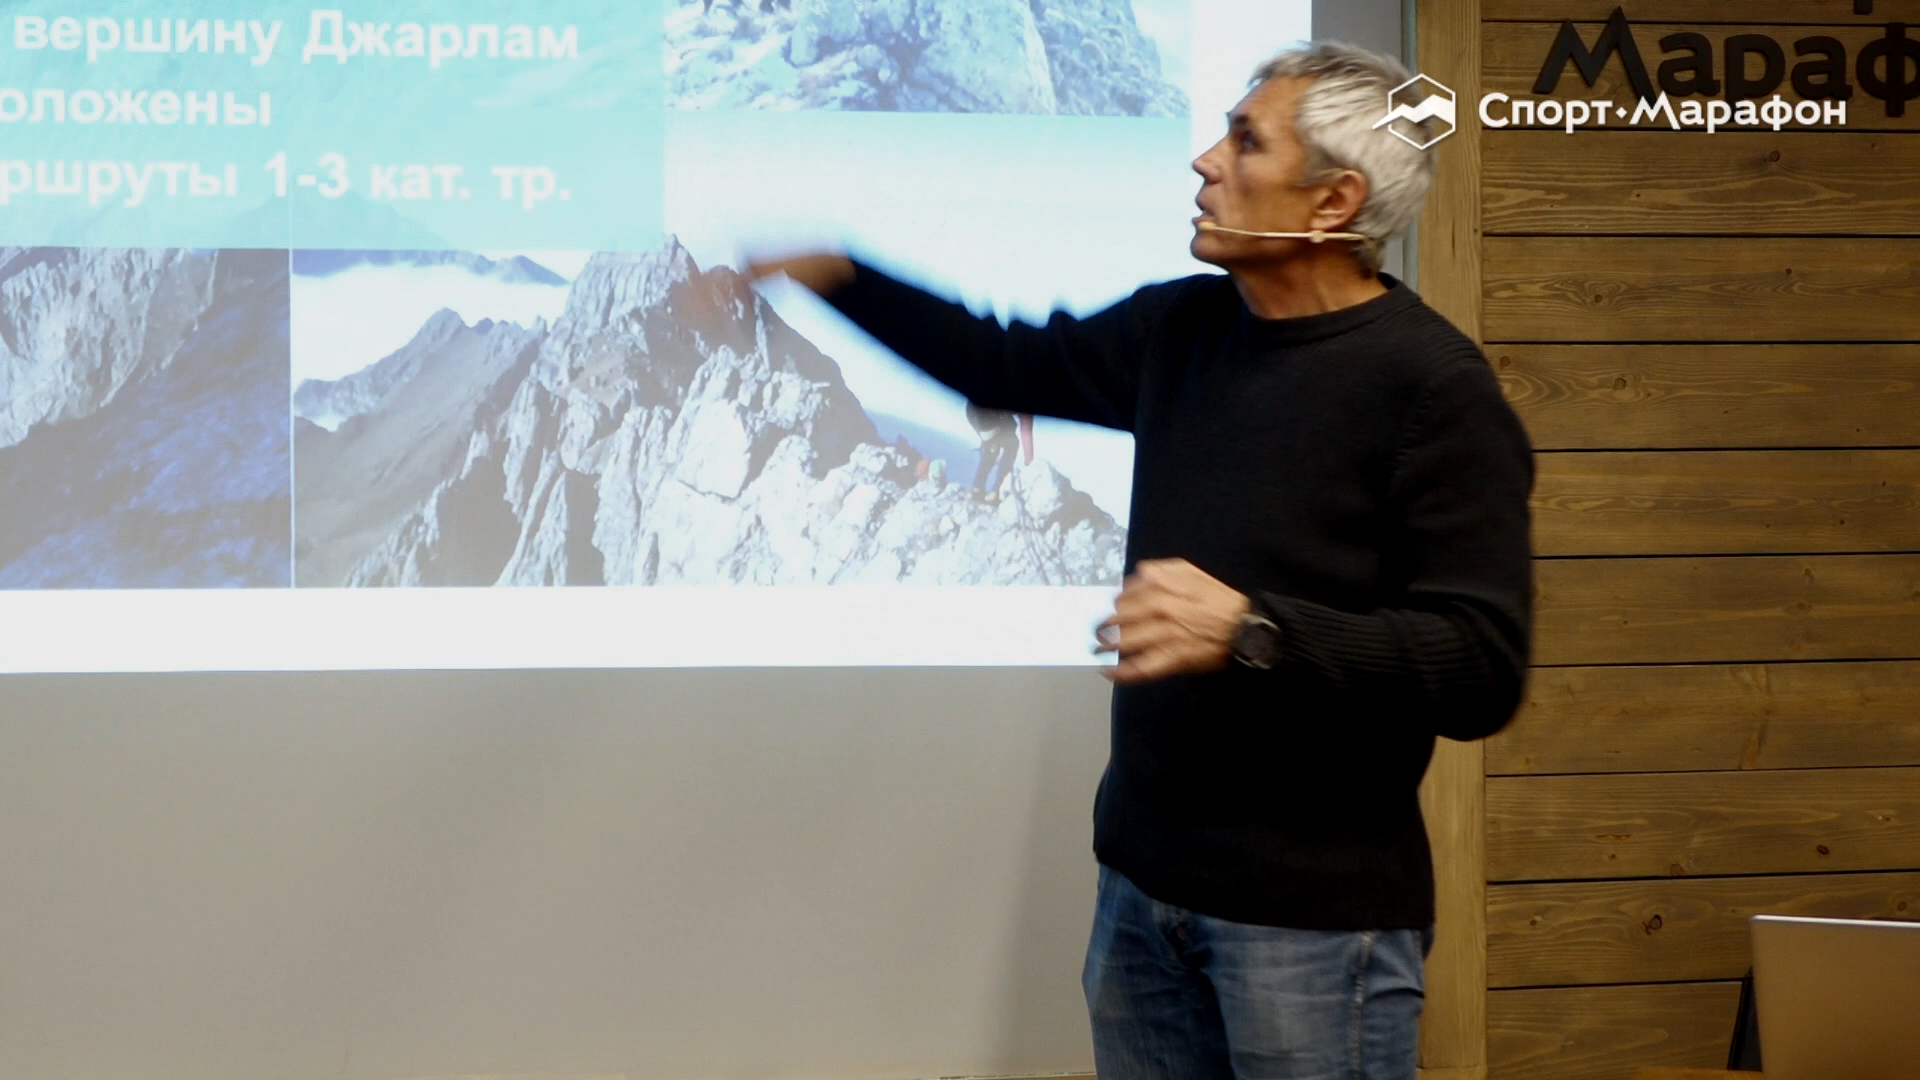 вершину Джарлам
оложены
ршруты 1-3 кат. тр.
Мараф
Спорт·Марафон